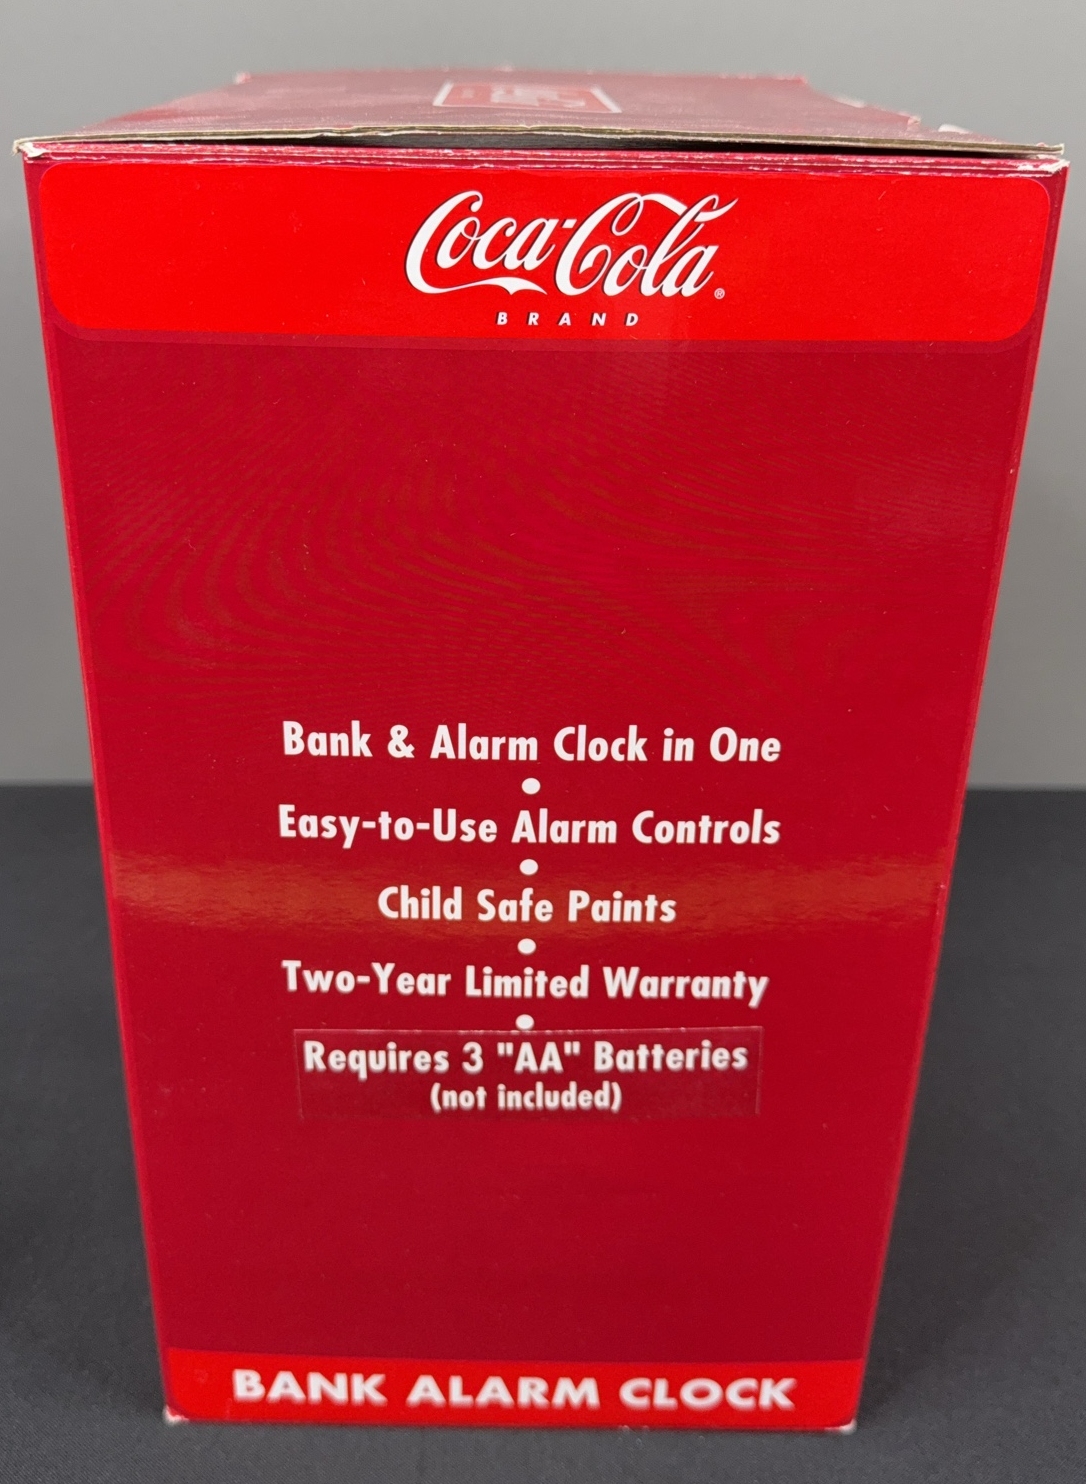 Coca-Cola®
BRAND
Bank & Alarm Clock in One
•
Easy-to-Use Alarm Controls
•
Child Safe Paints
•
Two-Year Limited Warranty
•
Requires 3 "AA" Batteries
(not included)
BANK ALARM CLOCK